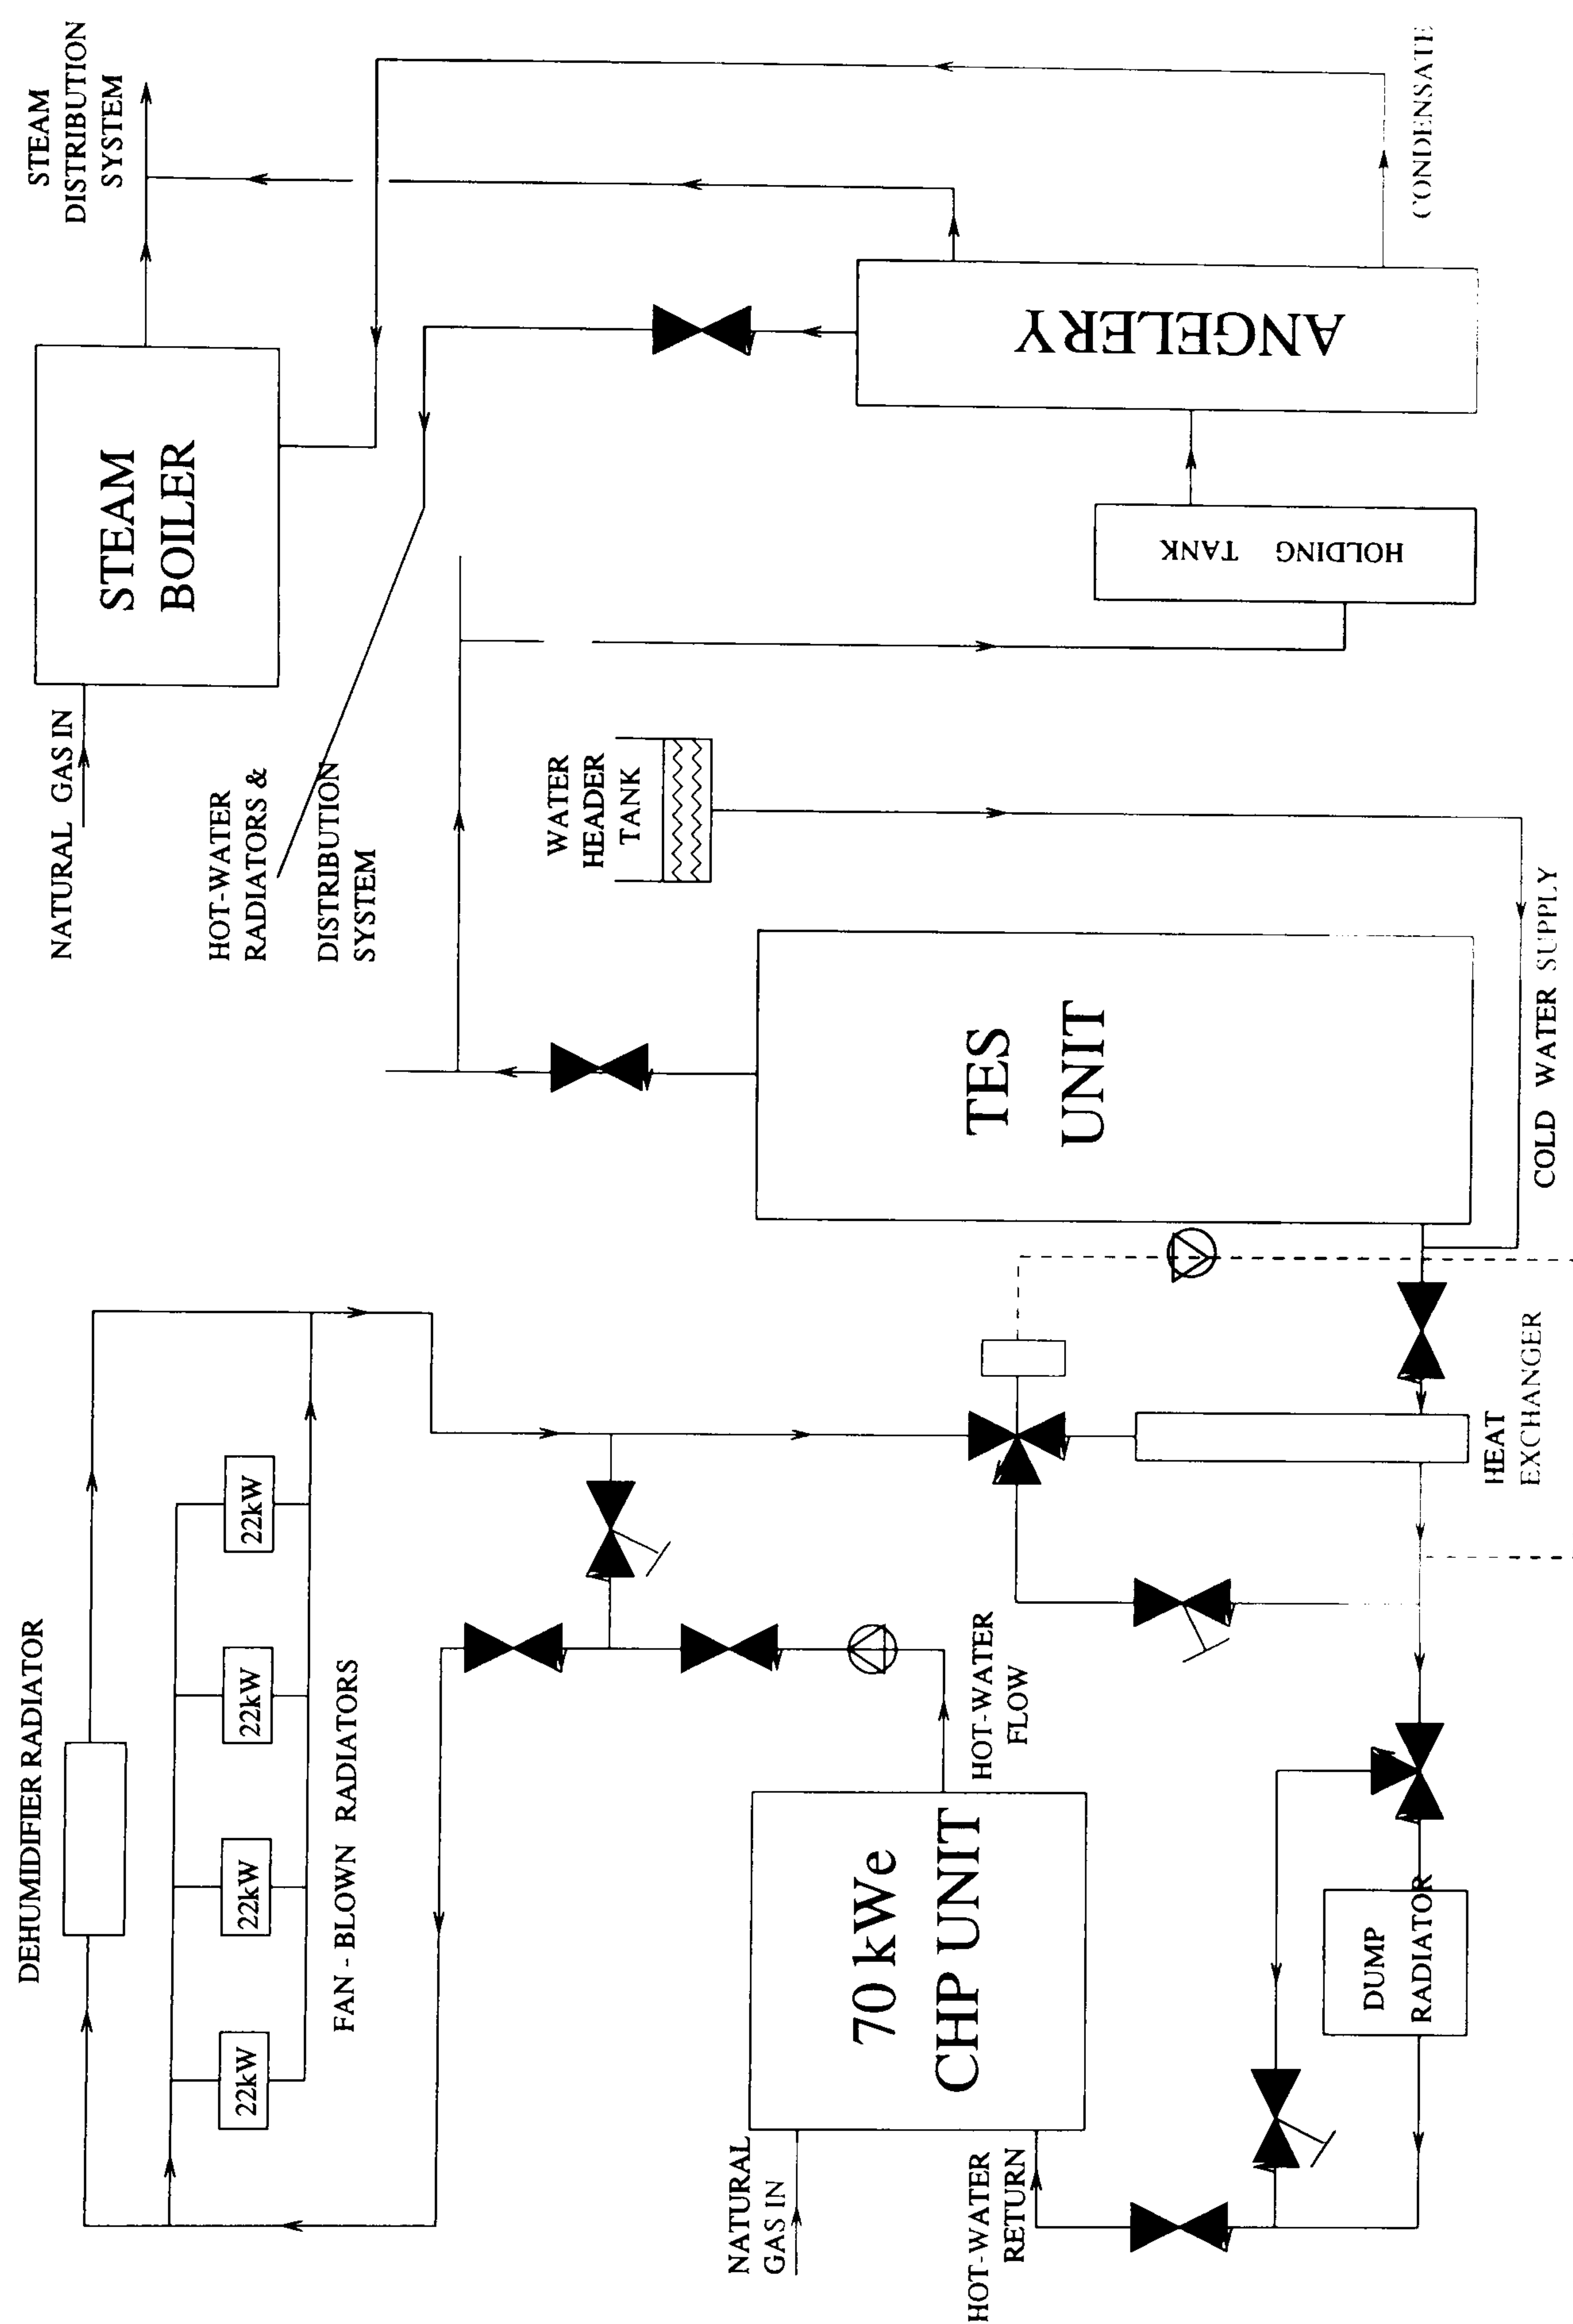 DEHUMIDIFIER RADIATOR
22kW
22kW
22kW
22kW
FAN - BLOWN RADIATORS
NATURAL GAS IN
STEAM
BOILER
STEAM
DISTRIBUTION
SYSTEM
HOT-WATER
RADIATORS &
DISTRIBUTION
SYSTEM
WATER
HEADER
TANK
NATURAL
GAS IN
70 kWe
CHP UNIT
HOT-WATER
RETURN
HOT-WATER
FLOW
TES
UNIT
HOLDING TANK
ANGELERY
DUMP
RADIATOR
HEAT
EXCHANGER
COLD WATER SUPPLY
CONDENSATE